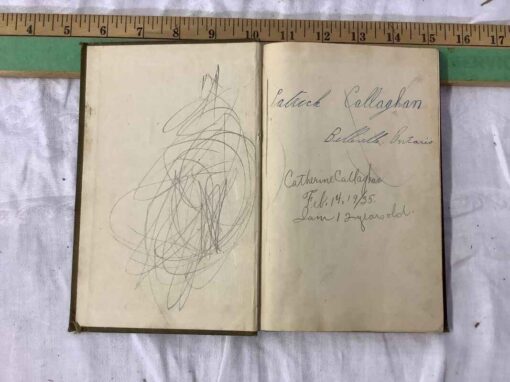 4 5 6 7 8 9 10 11 12 13 14 15 16 17
Patrick Callaghan
Belleville, Ontario
Catherine Callaghan
Feb. 14, 1935.
I am 12 years old.